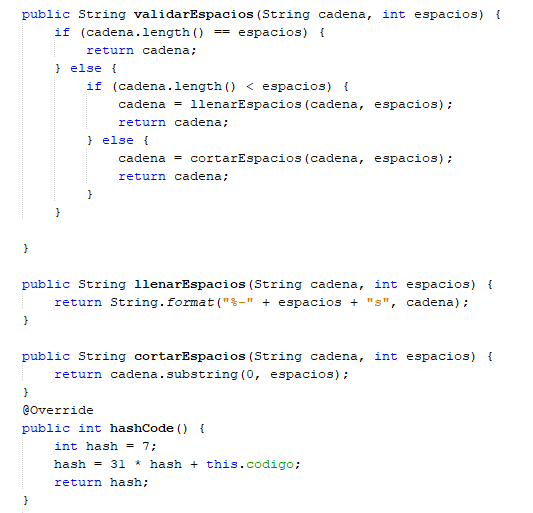 public String validarEspacios(String cadena, int espacios) {
    if (cadena.length() == espacios) {
        return cadena;
    } else {
        if (cadena.length() < espacios) {
            cadena = llenarEspacios(cadena, espacios);
            return cadena;
        } else {
            cadena = cortarEspacios(cadena, espacios);
            return cadena;
        }
    }

}

public String llenarEspacios(String cadena, int espacios) {
    return String.format("%-" + espacios + "s", cadena);
}

public String cortarEspacios(String cadena, int espacios) {
    return cadena.substring(0, espacios);
}
@Override
public int hashCode() {
    int hash = 7;
    hash = 31 * hash + this.codigo;
    return hash;
}